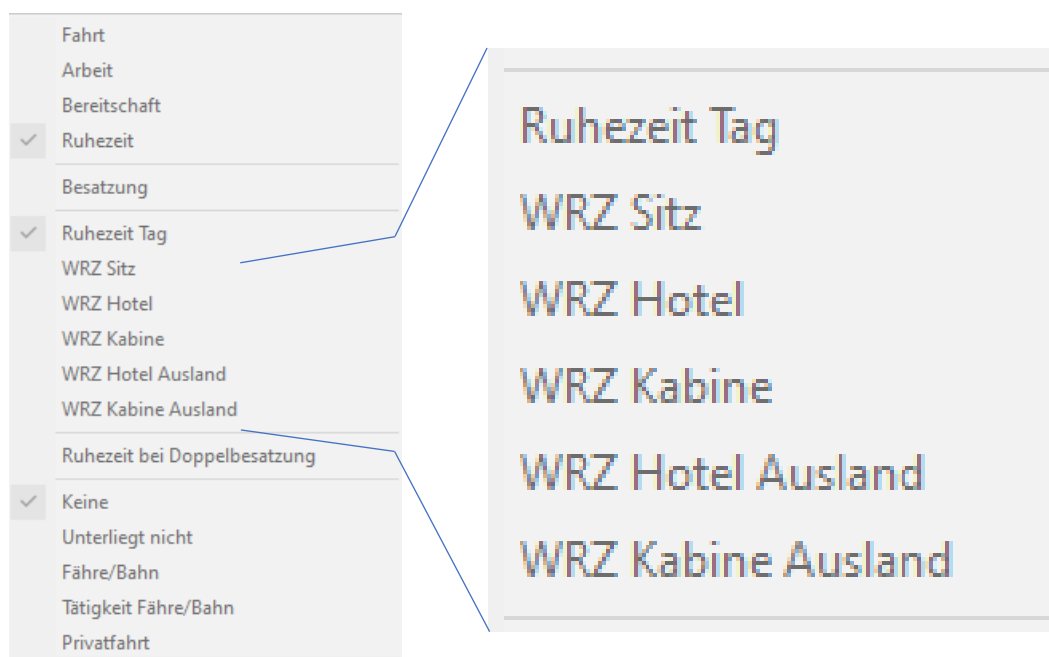 Fahrt
Arbeit
Bereitschaft
Ruhezeit
Besatzung
Ruhezeit Tag
WRZ Sitz
WRZ Hotel
WRZ Kabine
WRZ Hotel Ausland
WRZ Kabine Ausland
Ruhezeit bei Doppelbesatzung
Keine
Unterliegt nicht
Fähre/Bahn
Tätigkeit Fähre/Bahn
Privatfahrt
Ruhezeit Tag
WRZ Sitz
WRZ Hotel
WRZ Kabine
WRZ Hotel Ausland
WRZ Kabine Ausland